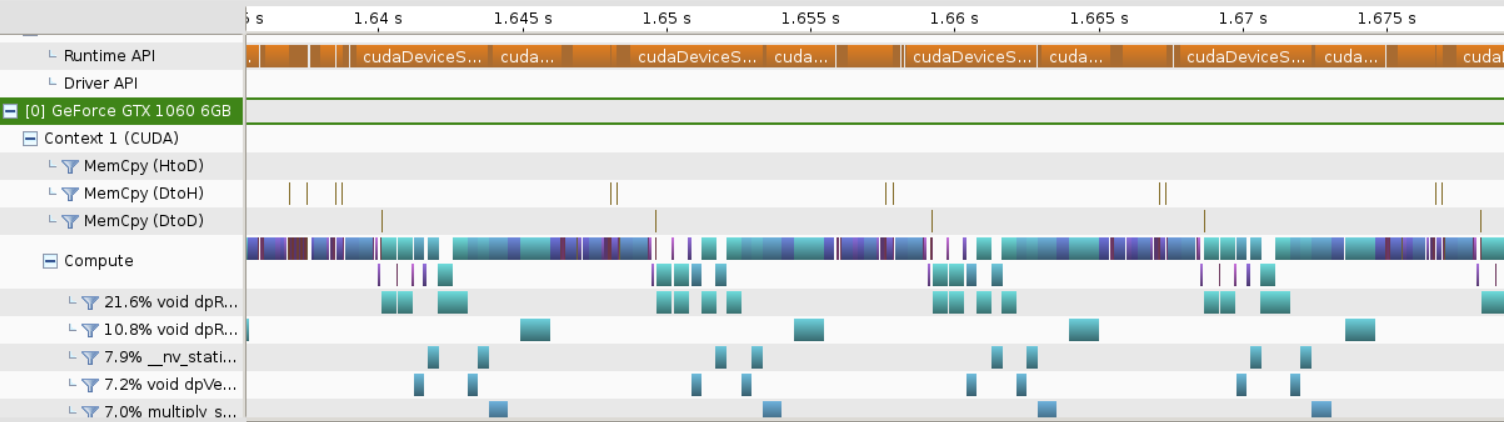 s 1.64 s 1.645 s 1.65 s 1.655 s 1.66 s 1.665 s 1.67 s 1.675 s
Runtime API . cudaDeviceS... cuda... cudaDeviceS... cuda... cudaDeviceS... cuda... cudaDeviceS... cuda... cuda
Driver API
[0] GeForce GTX 1060 6GB
Context 1 (CUDA)
MemCpy (HtoD)
MemCpy (DtoH)
MemCpy (DtoD)
Compute
21.6% void dpR...
10.8% void dpR...
7.9% __nv_stati...
7.2% void dpVe...
7.0% multiply_s...